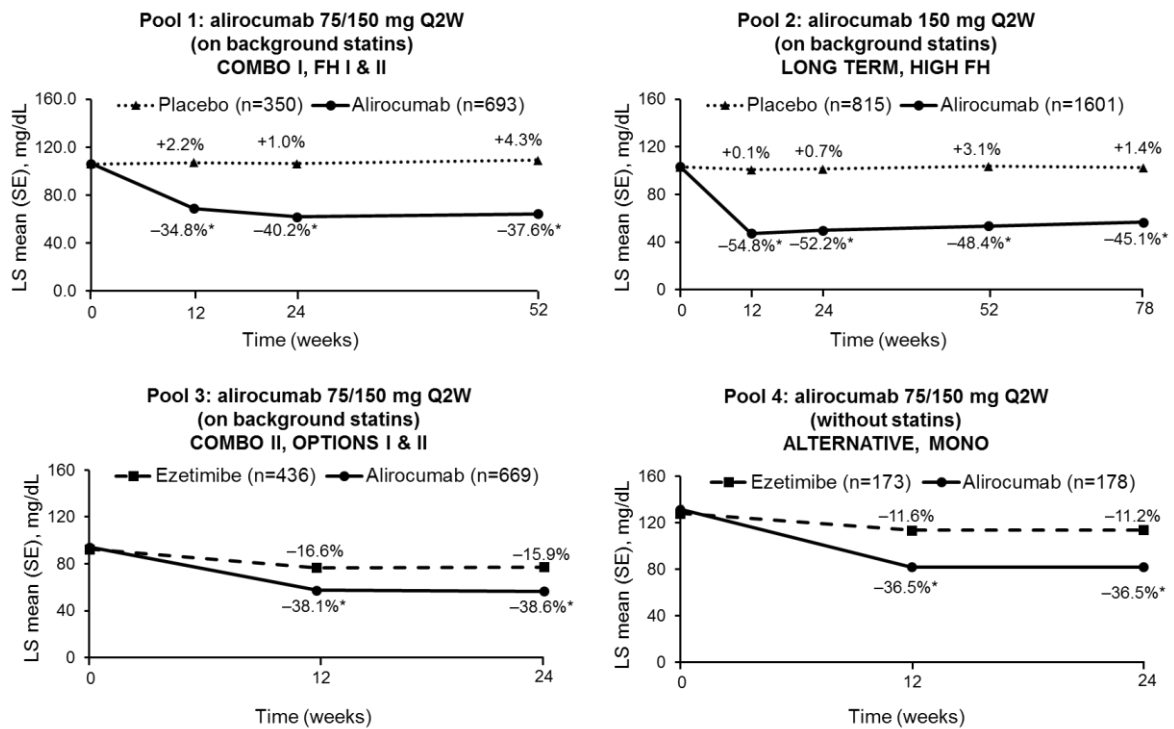 Pool 1: alirocumab 75/150 mg Q2W
(on background statins)
COMBO I, FH I & II
160.0
120.0
80.0
40.0
0.0
LS mean (SE), mg/dL
Placebo (n=350)
Alirocumab (n=693)
+2.2%
+1.0%
+4.3%
–34.8%*
–40.2%*
–37.6%*
0
12
24
52
Time (weeks)
Pool 2: alirocumab 150 mg Q2W
(on background statins)
LONG TERM, HIGH FH
160
120
80
40
0
LS mean (SE), mg/dL
Placebo (n=815)
Alirocumab (n=1601)
+0.1%
+0.7%
+3.1%
+1.4%
–54.8%*
–52.2%*
–48.4%*
–45.1%*
0
12
24
52
78
Time (weeks)
Pool 3: alirocumab 75/150 mg Q2W
(on background statins)
COMBO II, OPTIONS I & II
160
120
80
40
0
LS mean (SE), mg/dL
Ezetimibe (n=436)
Alirocumab (n=669)
–16.6%
–15.9%
–38.1%*
–38.6%*
0
12
24
Time (weeks)
Pool 4: alirocumab 75/150 mg Q2W
(without statins)
ALTERNATIVE, MONO
160
120
80
40
0
LS mean (SE), mg/dL
Ezetimibe (n=173)
Alirocumab (n=178)
–11.6%
–11.2%
–36.5%*
–36.5%*
0
12
24
Time (weeks)